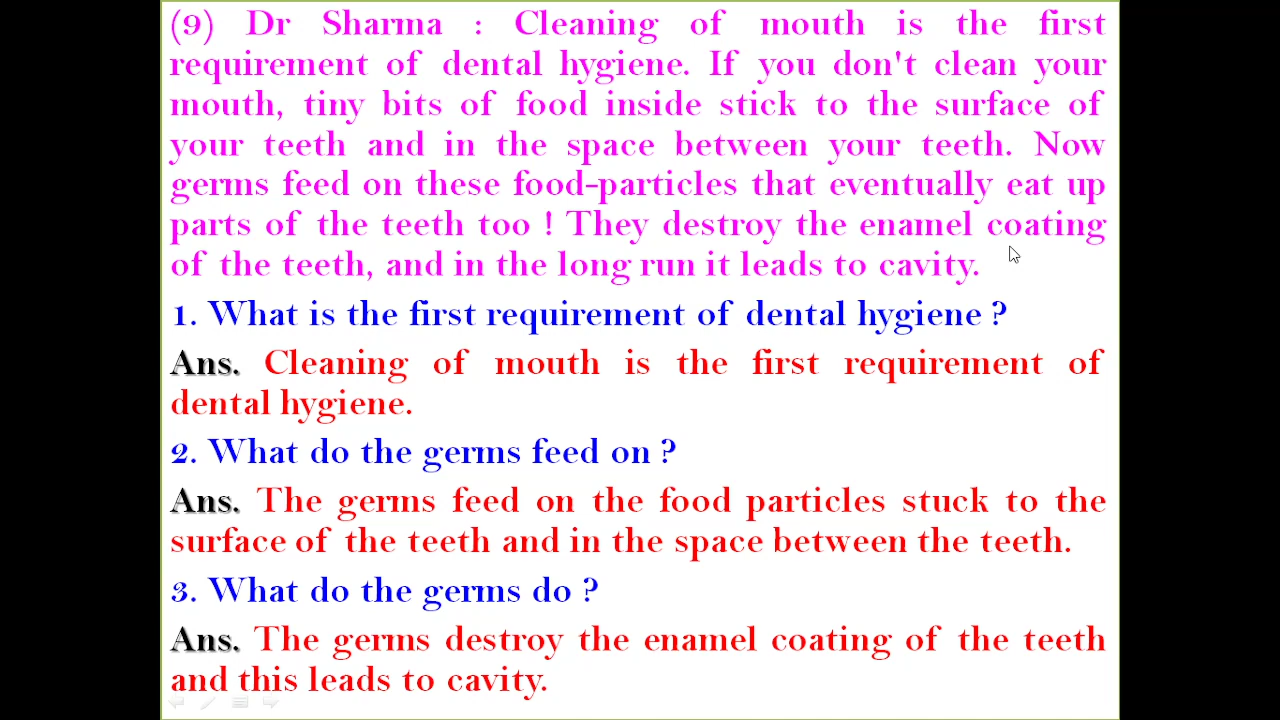 (9) Dr Sharma : Cleaning of mouth is the first
requirement of dental hygiene. If you don't clean your
mouth, tiny bits of food inside stick to the surface of
your teeth and in the space between your teeth. Now
germs feed on these food-particles that eventually eat up
parts of the teeth too ! They destroy the enamel coating
of the teeth, and in the long run it leads to cavity.
1. What is the first requirement of dental hygiene ?
Ans. Cleaning of mouth is the first requirement of
dental hygiene.
2. What do the germs feed on ?
Ans. The germs feed on the food particles stuck to the
surface of the teeth and in the space between the teeth.
3. What do the germs do ?
Ans. The germs destroy the enamel coating of the teeth
and this leads to cavity.